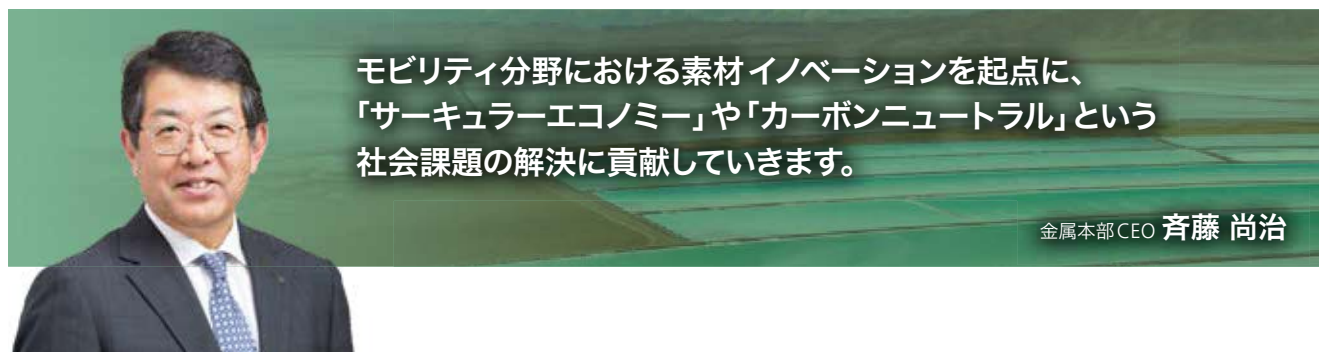 モビリティ分野における素材イノベーションを起点に、
「サーキュラーエコノミー」や「カーボンニュートラル」という
社会課題の解決に貢献していきます。
金属本部CEO 斉藤 尚治